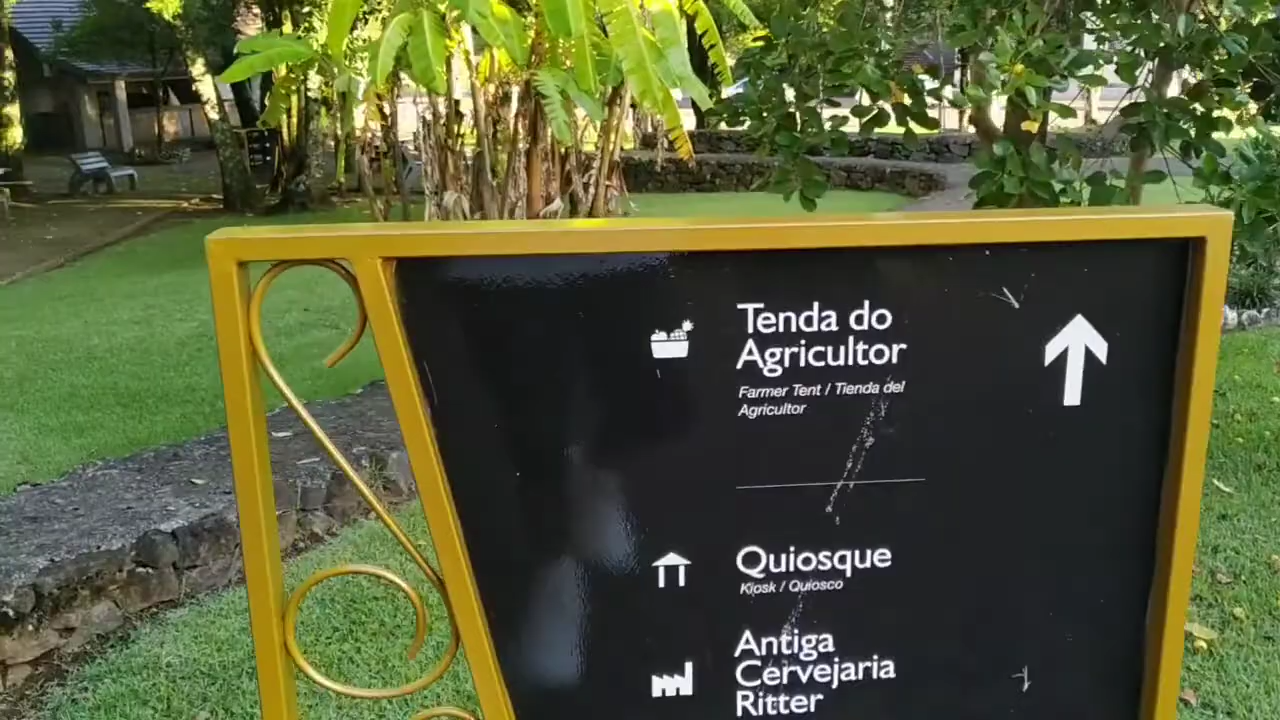 Tenda do
Agricultor
Farmer Tent / Tienda del
Agricultor
Quiosque
Kiosk / Quiosco
Antiga
Cervejaria
Ritter